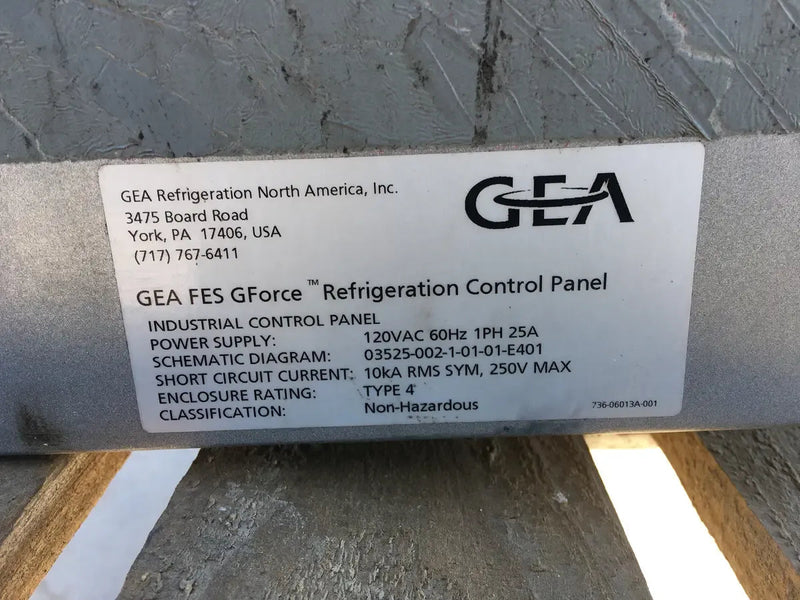 GEA Refrigeration North America, Inc.
3475 Board Road
York, PA 17406, USA
(717) 767-6411
GEA
GEA FES GForce™ Refrigeration Control Panel
INDUSTRIAL CONTROL PANEL
POWER SUPPLY: 120VAC 60Hz 1PH 25A
SCHEMATIC DIAGRAM: 03525-002-1-01-01-E401
SHORT CIRCUIT CURRENT: 10kA RMS SYM, 250V MAX
ENCLOSURE RATING: TYPE 4
CLASSIFICATION: Non-Hazardous
736-06013A-001